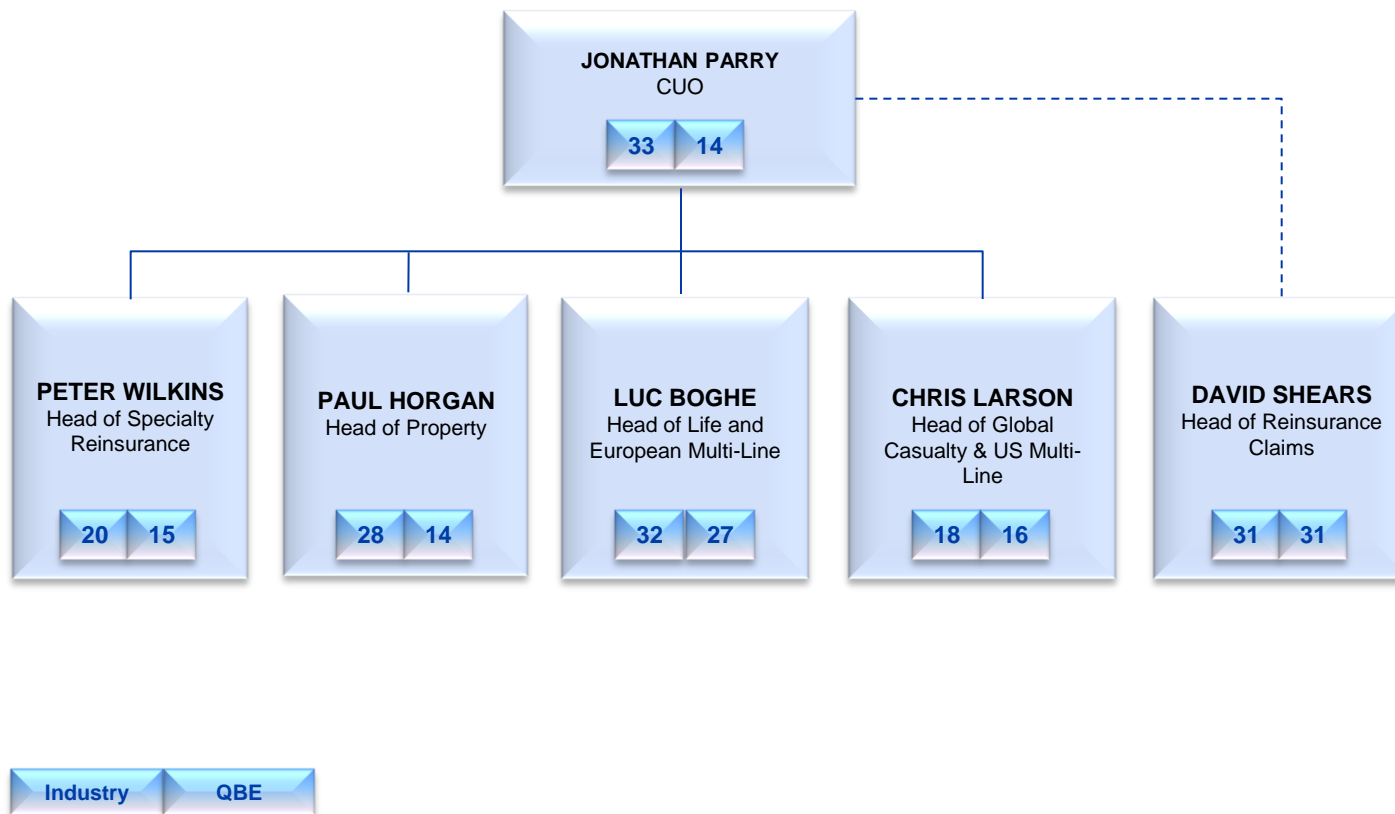 JONATHAN PARRY
CUO
33 14
PETER WILKINS
Head of Specialty
Reinsurance
20 15
PAUL HORGAN
Head of Property
28 14
LUC BOGHE
Head of Life and
European Multi-Line
32 27
CHRIS LARSON
Head of Global
Casualty & US Multi-
Line
18 16
DAVID SHEARS
Head of Reinsurance
Claims
31 31
Industry QBE